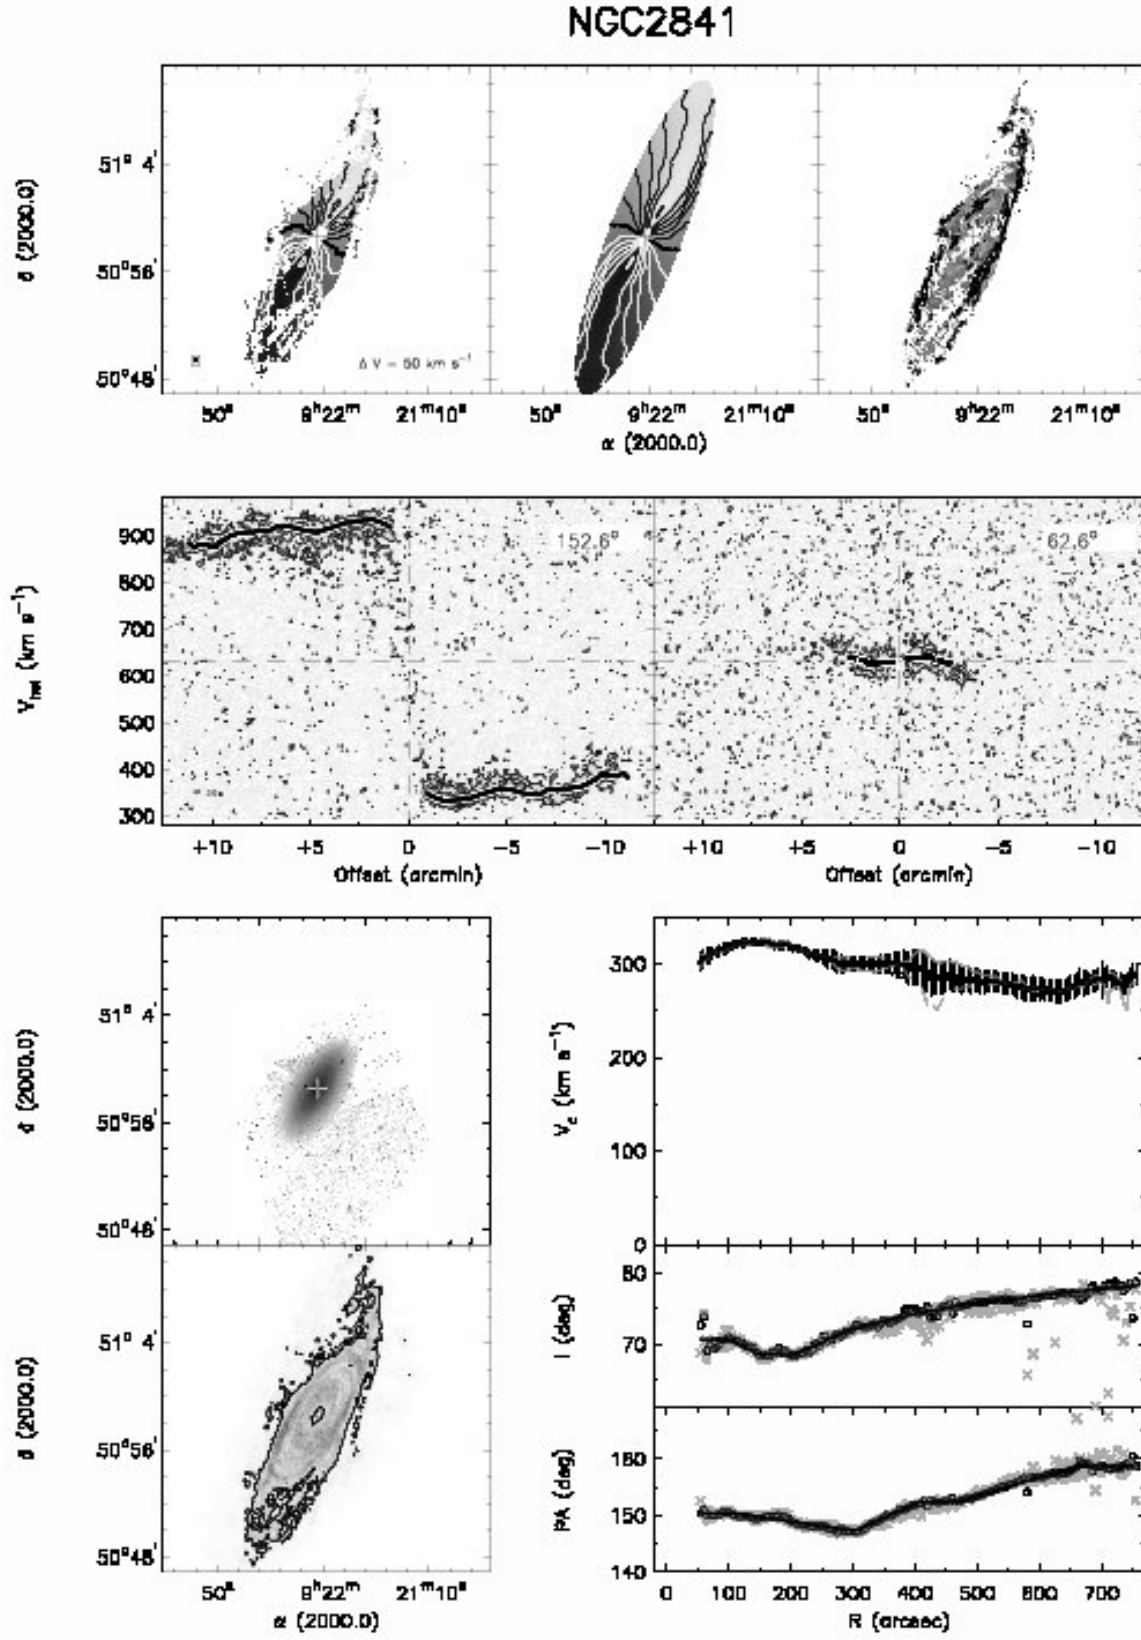 NGC2841
δ (2000.0)
51° 4'
50°56'
50°48'
Δ V = 50 km s⁻¹
50ˢ 9ʰ22ᵐ 21ᵐ10ˢ 50ˢ 9ʰ22ᵐ 21ᵐ10ˢ 50ˢ 9ʰ22ᵐ 21ᵐ10ˢ
α (2000.0)
V_hel (km s⁻¹)
900
800
700
600
500
400
300
152.6°
62.6°
+10 +5 0 −5 −10 +10 +5 0 −5 −10
Offset (arcmin) Offset (arcmin)
δ (2000.0)
51° 4'
50°56'
50°48'
δ (2000.0)
51° 4'
50°56'
50°48'
50ˢ 9ʰ22ᵐ 21ᵐ10ˢ
α (2000.0)
V_c (km s⁻¹)
300
200
100
0
I (deg)
80
70
PA (deg)
160
150
140
0 100 200 300 400 500 600 700
R (arcsec)